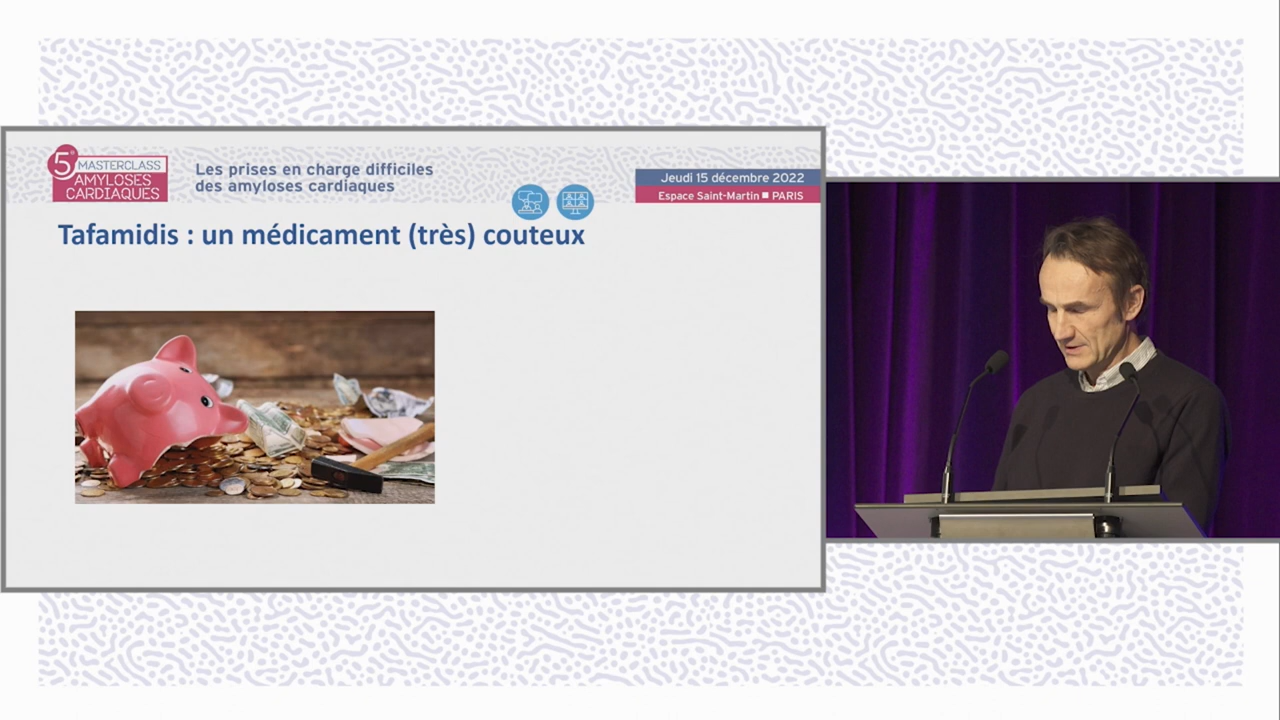 5e MASTERCLASS
AMYLOSES
CARDIAQUES
Les prises en charge difficiles
des amyloses cardiaques
Jeudi 15 décembre 2022
Espace Saint-Martin ■ PARIS
Tafamidis : un médicament (très) couteux